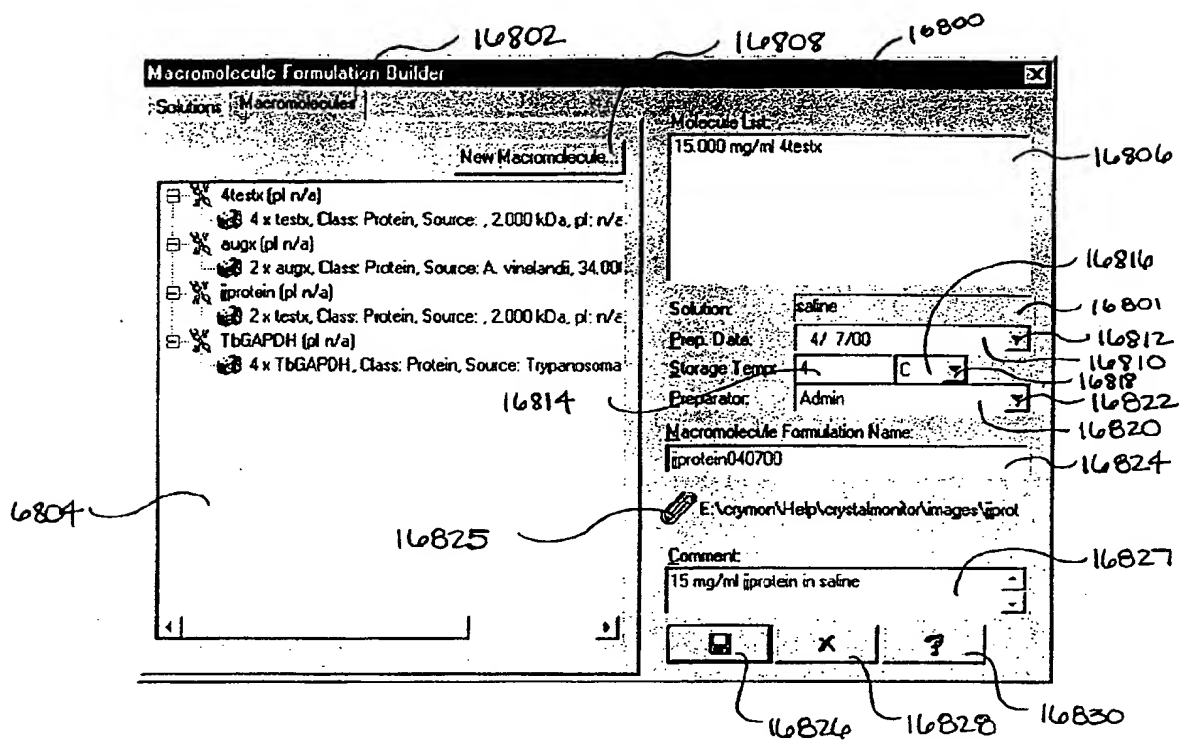 16802 16808 16800
Macromolecule Formulation Builder
Solutions Macromolecules
New Macromolecule...
4testx (pI n/a)
4 x testx, Class: Protein, Source: , 2.000 kDa, pI: n/a
augx (pI n/a)
2 x augx, Class: Protein, Source: A. vinelandii, 34.00
jjprotein (pI n/a)
2 x testx, Class: Protein, Source: , 2.000 kDa, pI: n/a
TbGAPDH (pI n/a)
4 x TbGAPDH, Class: Protein, Source: Trypanosoma
16814
6804
16825
Molecule List:
15.000 mg/ml 4testx
16806
16816
Solution: saline
16801
Prep. Date: 4/ 7/00
16812
16810
Storage Temp: 4 C
16818
Preparator: Admin
16822
16820
Macromolecule Formulation Name:
jjprotein040700
16824
E:\crymon\Help\crystalmonitor\images\jjprot
Comment:
15 mg/ml jjprotein in saline
16827
16826 16828 16830